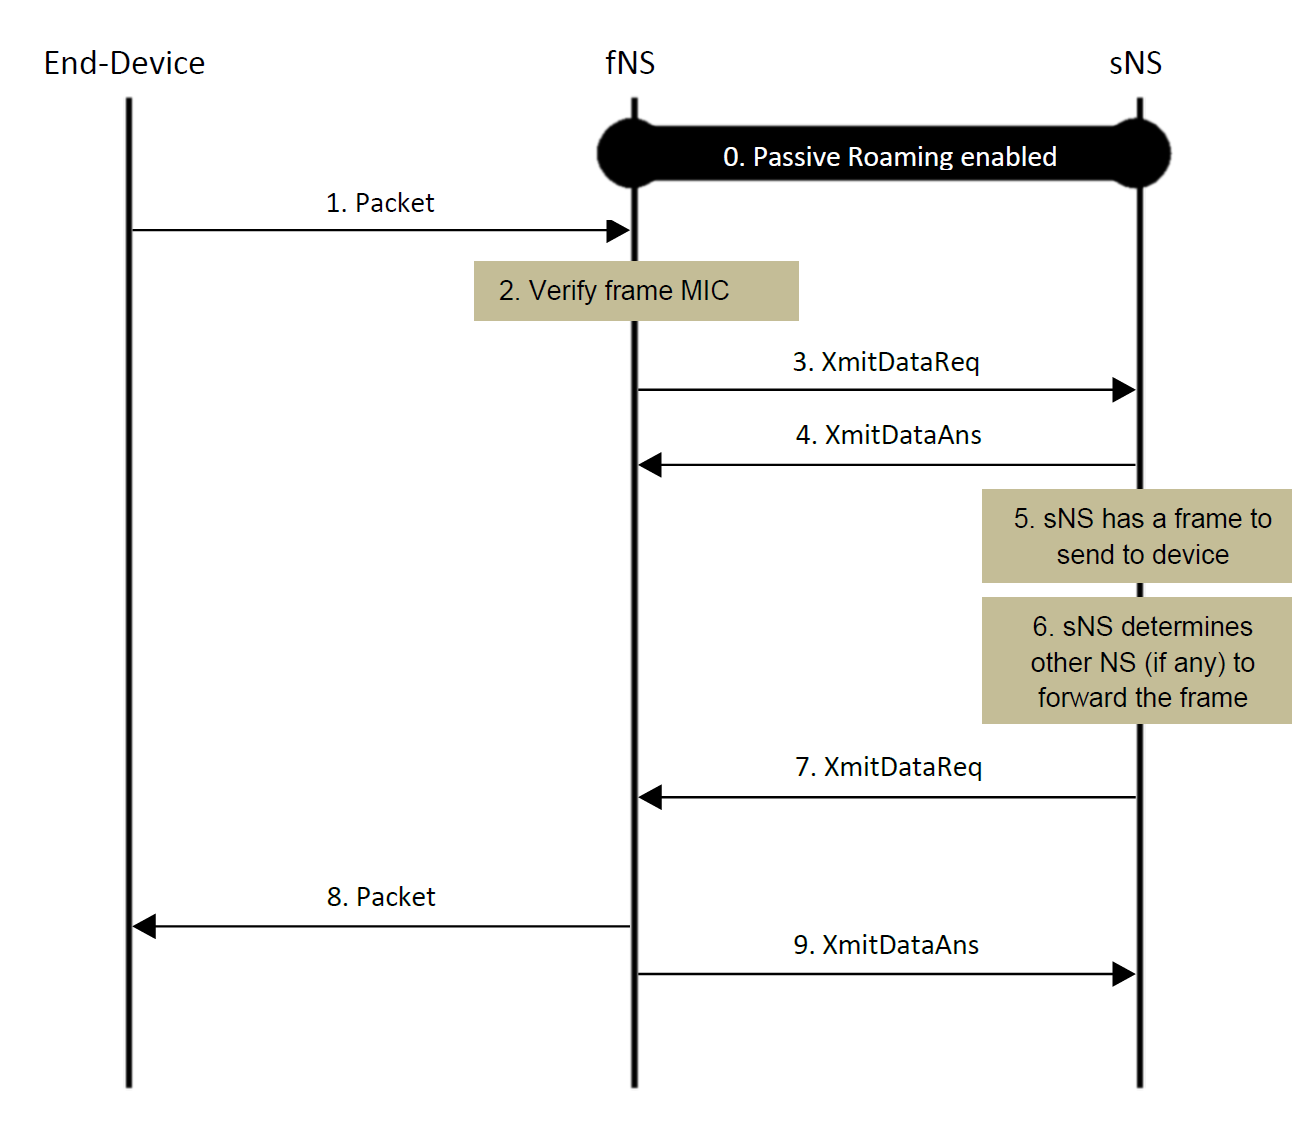 End-Device
fNS
sNS
0. Passive Roaming enabled
1. Packet
2. Verify frame MIC
3. XmitDataReq
4. XmitDataAns
5. sNS has a frame to
send to device
6. sNS determines
other NS (if any) to
forward the frame
7. XmitDataReq
8. Packet
9. XmitDataAns